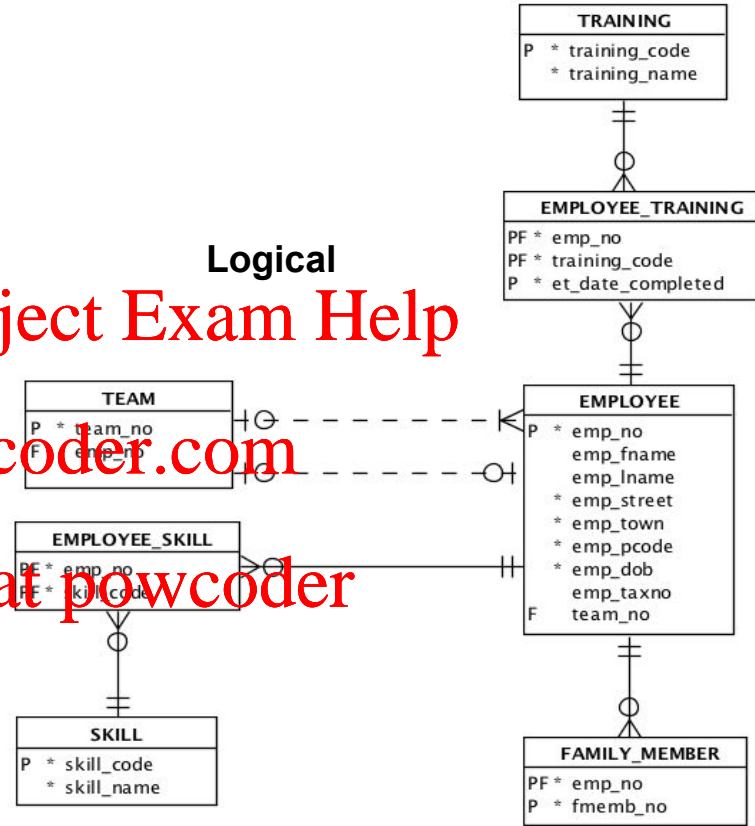 TRAINING
P * training_code
* training_name
EMPLOYEE_TRAINING
PF * emp_no
PF * training_code
P * et_date_completed
Logical
ject Exam Help
TEAM
P * team_no
F emp_no
coder.com
EMPLOYEE
P * emp_no
emp_fname
emp_lname
* emp_street
* emp_town
* emp_pcode
* emp_dob
emp_taxno
F team_no
EMPLOYEE_SKILL
PF * emp_no
PF * skill_code
at powcoder
SKILL
P * skill_code
* skill_name
FAMILY_MEMBER
PF * emp_no
P * fmemb_no